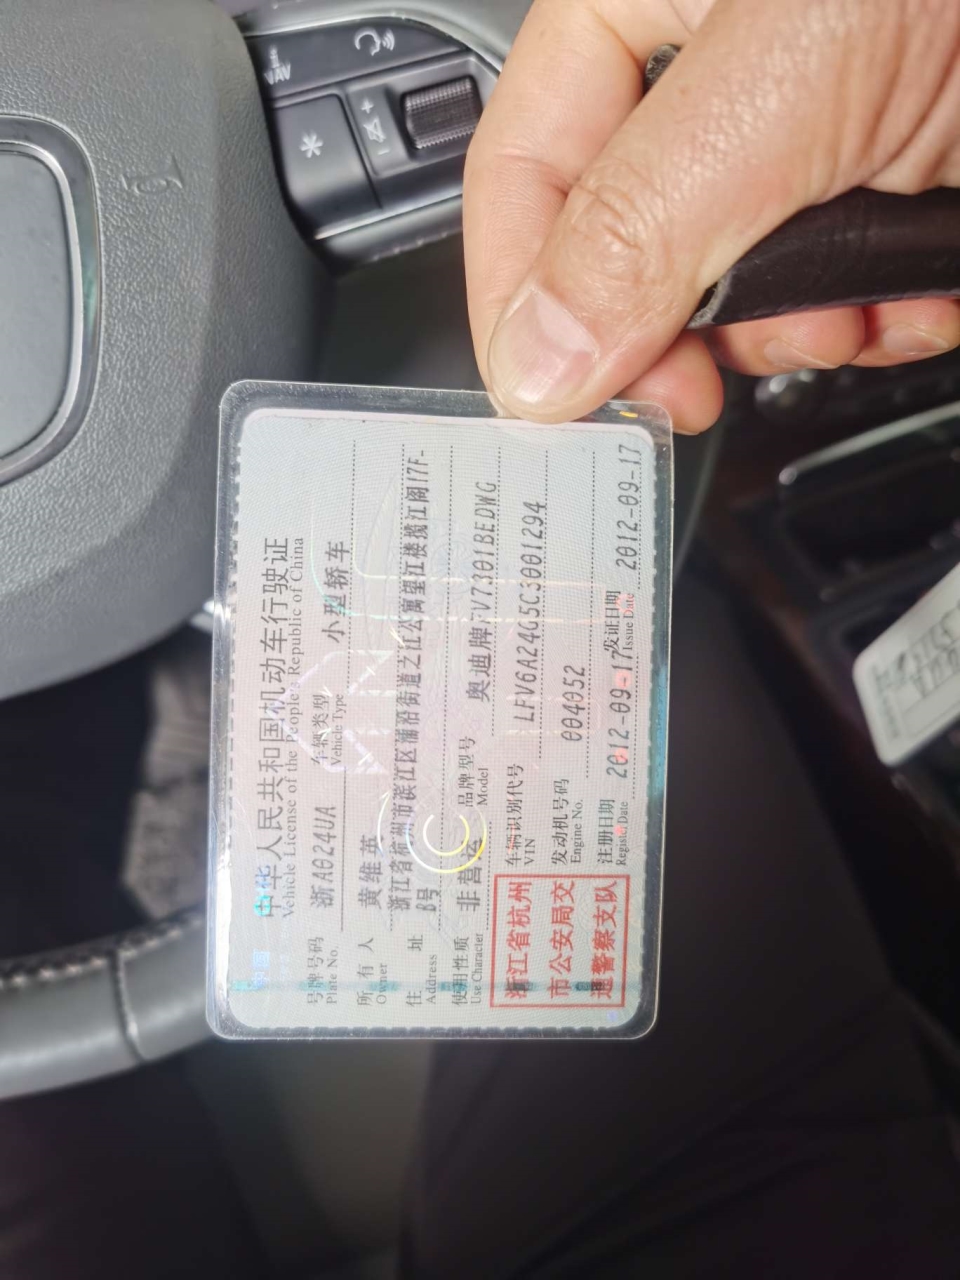 中华人民共和国机动车行驶证
Vehicle License of the People's Republic of China
号牌号码 浙A024UA 车辆类型 小型轿车
Plate No. Vehicle Type
所有人 黄维英
Owner
住址 浙江省杭州市滨江区浦沿街道之江公寓望江楼揽江阁17F-
Address B号
使用性质 非营运 品牌型号 奥迪牌FV7301BEDWG
Use Character Model
浙江省杭州
市公安局交
通警察支队
车辆识别代号 LFV6A24G5C3001294
VIN
发动机号码 004052
Engine No.
注册日期 2012-09-17 发证日期 2012-09-17
Register Date Issue Date